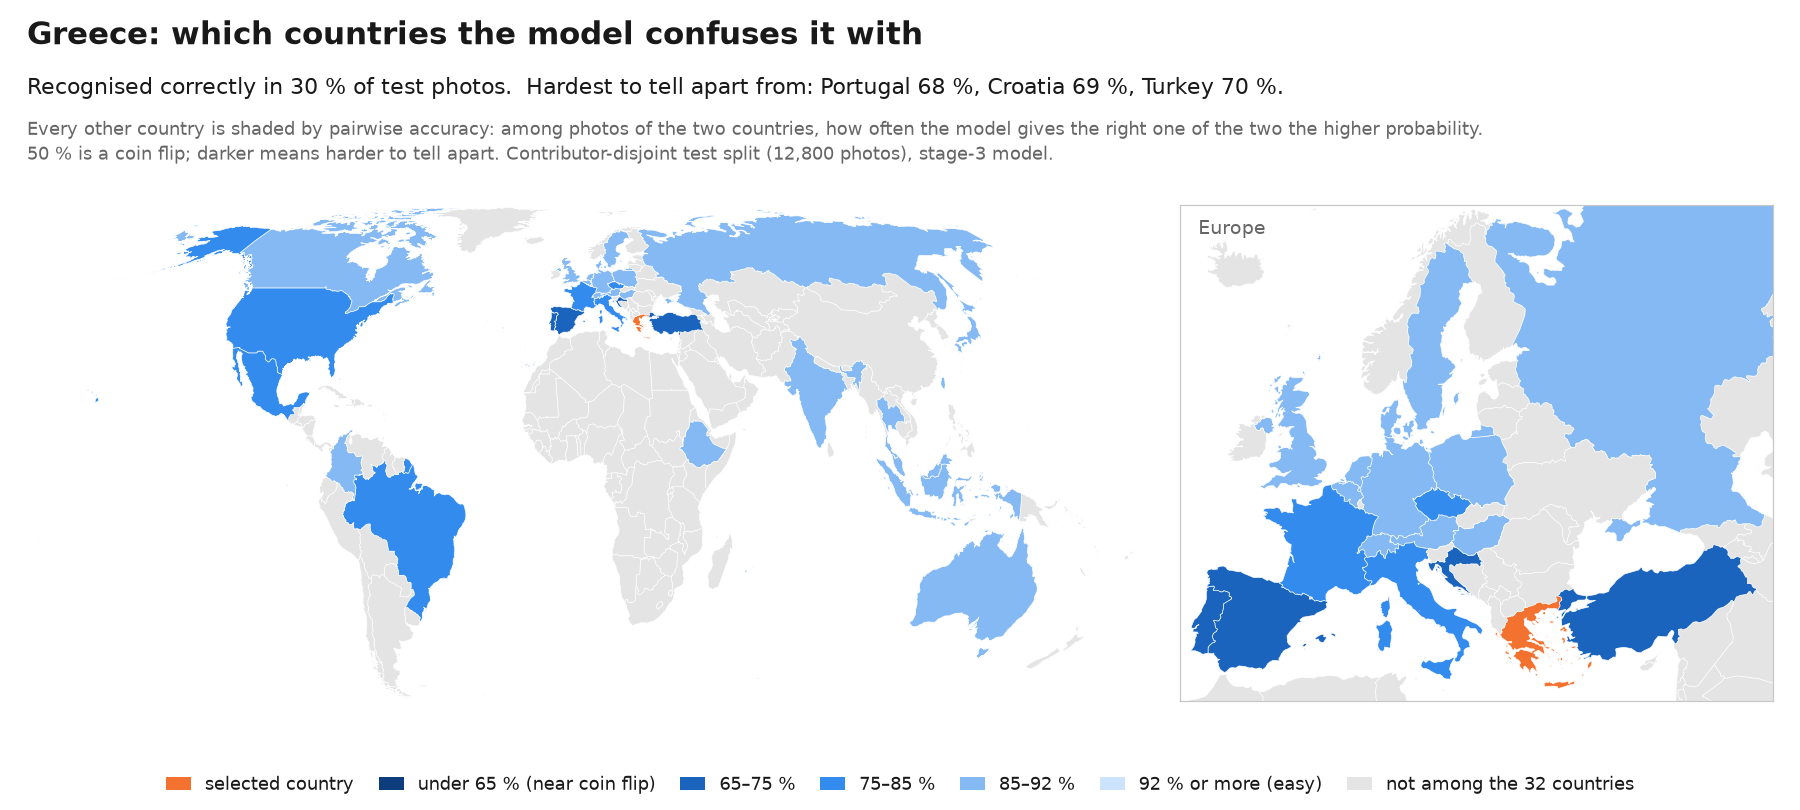 Greece: which countries the model confuses it with
Recognised correctly in 30 % of test photos.  Hardest to tell apart from: Portugal 68 %, Croatia 69 %, Turkey 70 %.
Every other country is shaded by pairwise accuracy: among photos of the two countries, how often the model gives the right one of the two the higher probability.
50 % is a coin flip; darker means harder to tell apart. Contributor-disjoint test split (12,800 photos), stage-3 model.
Europe
selected country
under 65 % (near coin flip)
65–75 %
75–85 %
85–92 %
92 % or more (easy)
not among the 32 countries